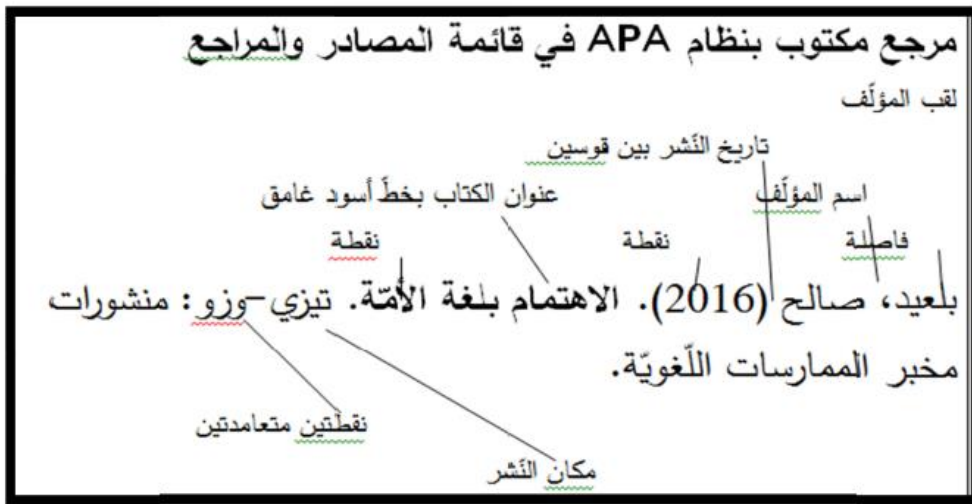 مرجع مكتوب بنظام APA في قائمة المصادر والمراجع
لقب المؤلّف
تاريخ النّشر بين قوسين
اسم المؤلّف
عنوان الكتاب بخطّ أسود غامق
فاصلة
نقطة
نقطة
بلعيد، صالح (2016). الاهتمام بلغة الأمّة. تيزي-وزو: منشورات
مخبر الممارسات اللّغويّة.
نقطتين متعامدتين
مكان النّشر